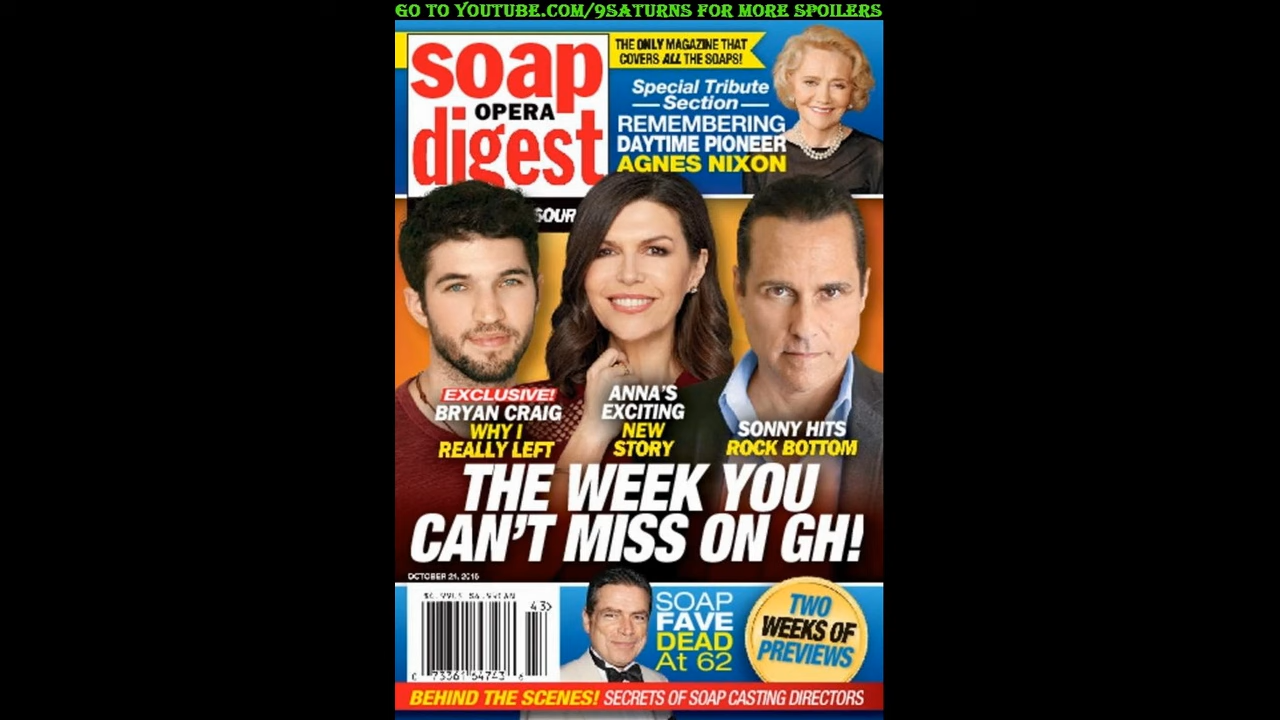 GO TO YOUTUBE.COM/9SATURNS FOR MORE SPOILERS
THE ONLY MAGAZINE THAT
COVERS ALL THE SOAPS!
soap
OPERA
digest
Special Tribute
Section
REMEMBERING
DAYTIME PIONEER
AGNES NIXON
EXCLUSIVE!
BRYAN CRAIG
WHY I
REALLY LEFT
ANNA'S
EXCITING
NEW
STORY
SONNY HITS
ROCK BOTTOM
THE WEEK YOU
CAN'T MISS ON GH!
OCTOBER 24, 2016
43>
SOAP
FAVE
DEAD
At 62
TWO
WEEKS OF
PREVIEWS
BEHIND THE SCENES! SECRETS OF SOAP CASTING DIRECTORS